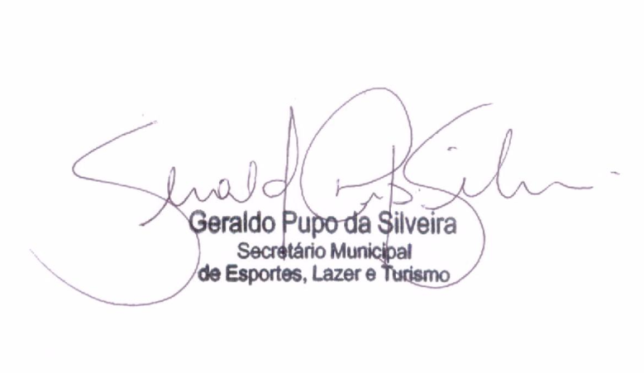 Geraldo Pupo da Silveira
Secretário Municipal
de Esportes, Lazer e Turismo